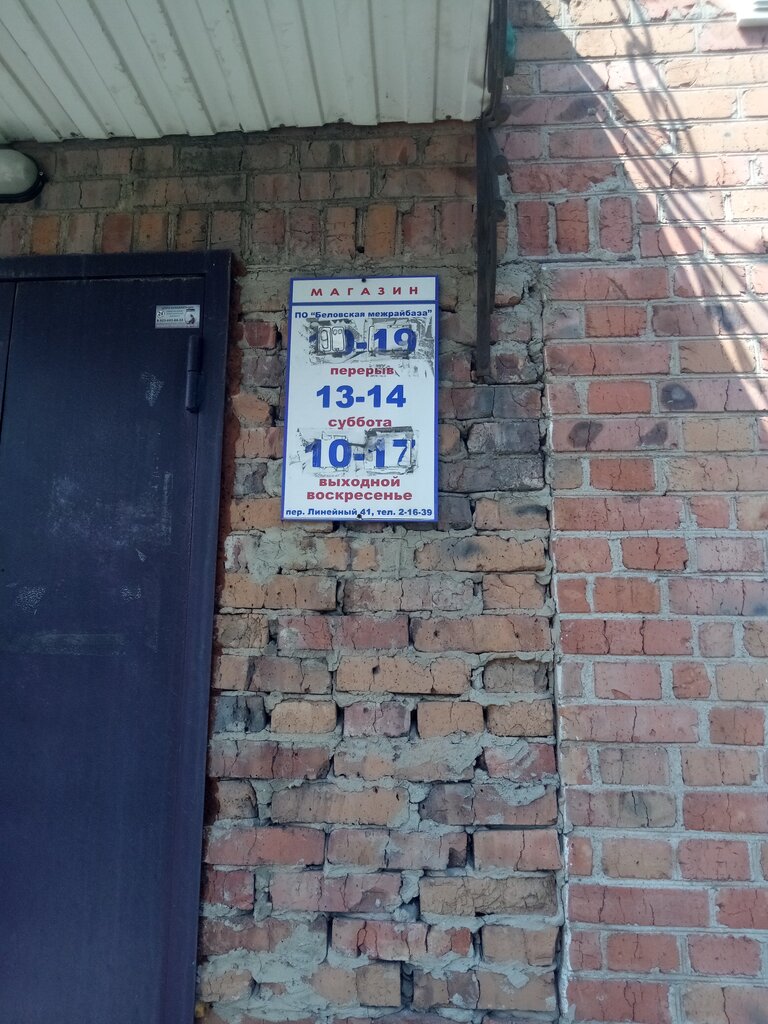 МАГАЗИН
ПО "Беловская межрайбаза"
10-19
перерыв
13-14
суббота
10-17
выходной
воскресенье
пер. Линейный 41, тел. 2-16-39